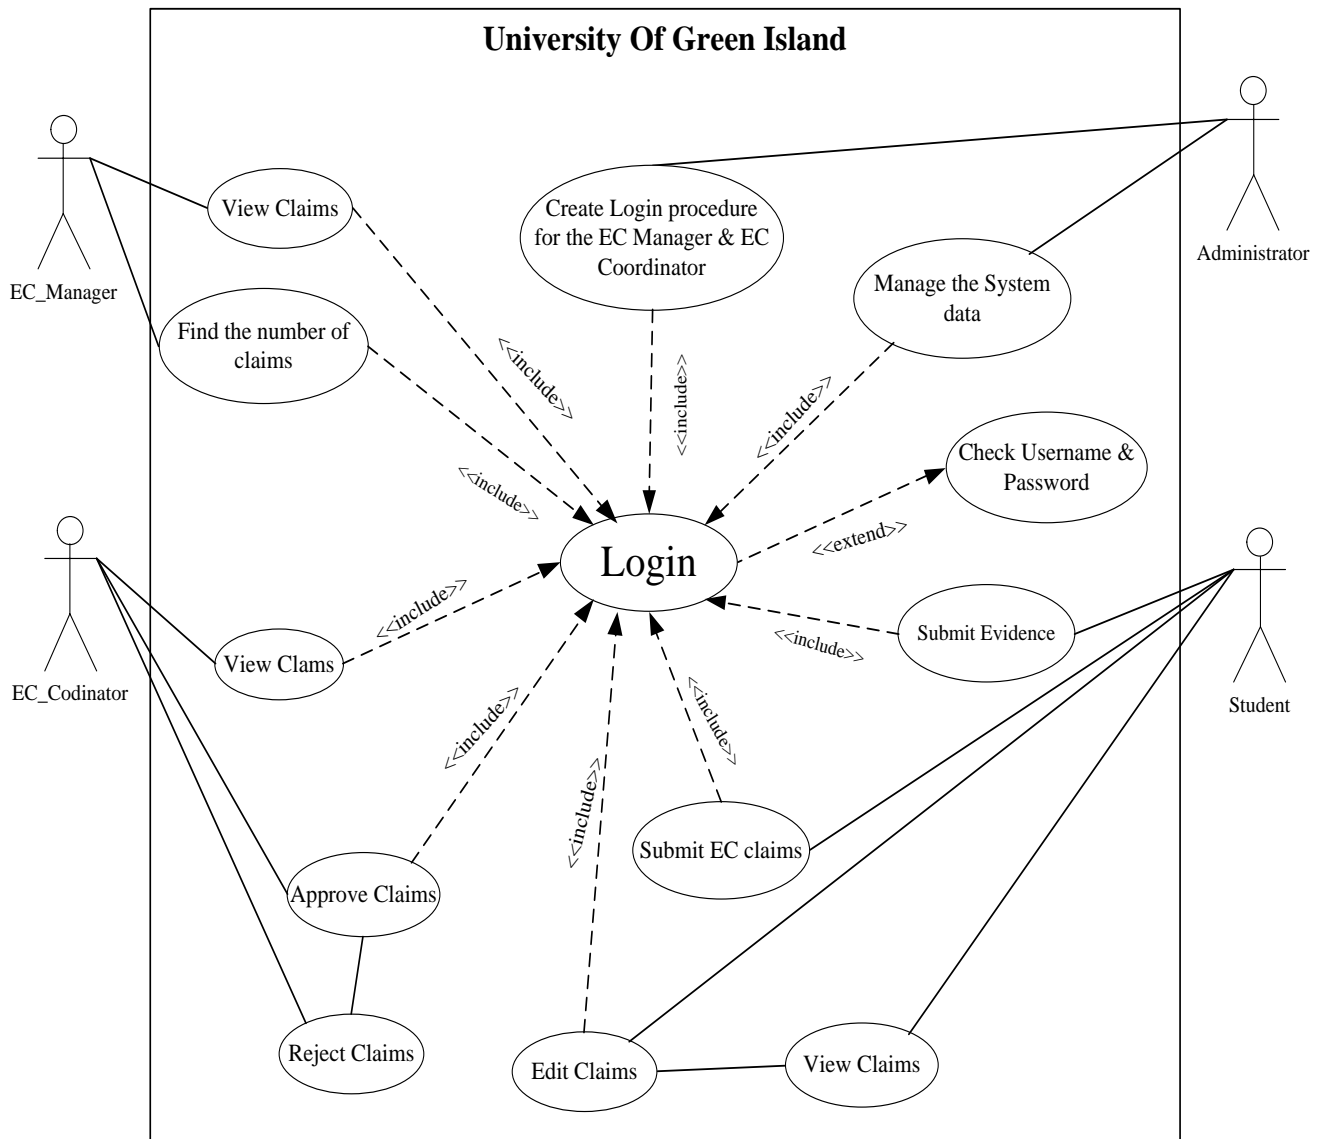 University Of Green Island
EC_Manager
Administrator
View Claims
Create Login procedure
for the EC Manager & EC
Coordinator
Manage the System
data
Find the number of
claims
<<include>>
<<include>>
<<include>>
<<include>>
Check Username &
Password
<<extend>>
Login
EC_Codinator
Student
<<include>>
View Clams
Submit Evidence
<<include>>
<<include>>
<<include>>
<<include>>
Submit EC claims
Approve Claims
Reject Claims
Edit Claims
View Claims